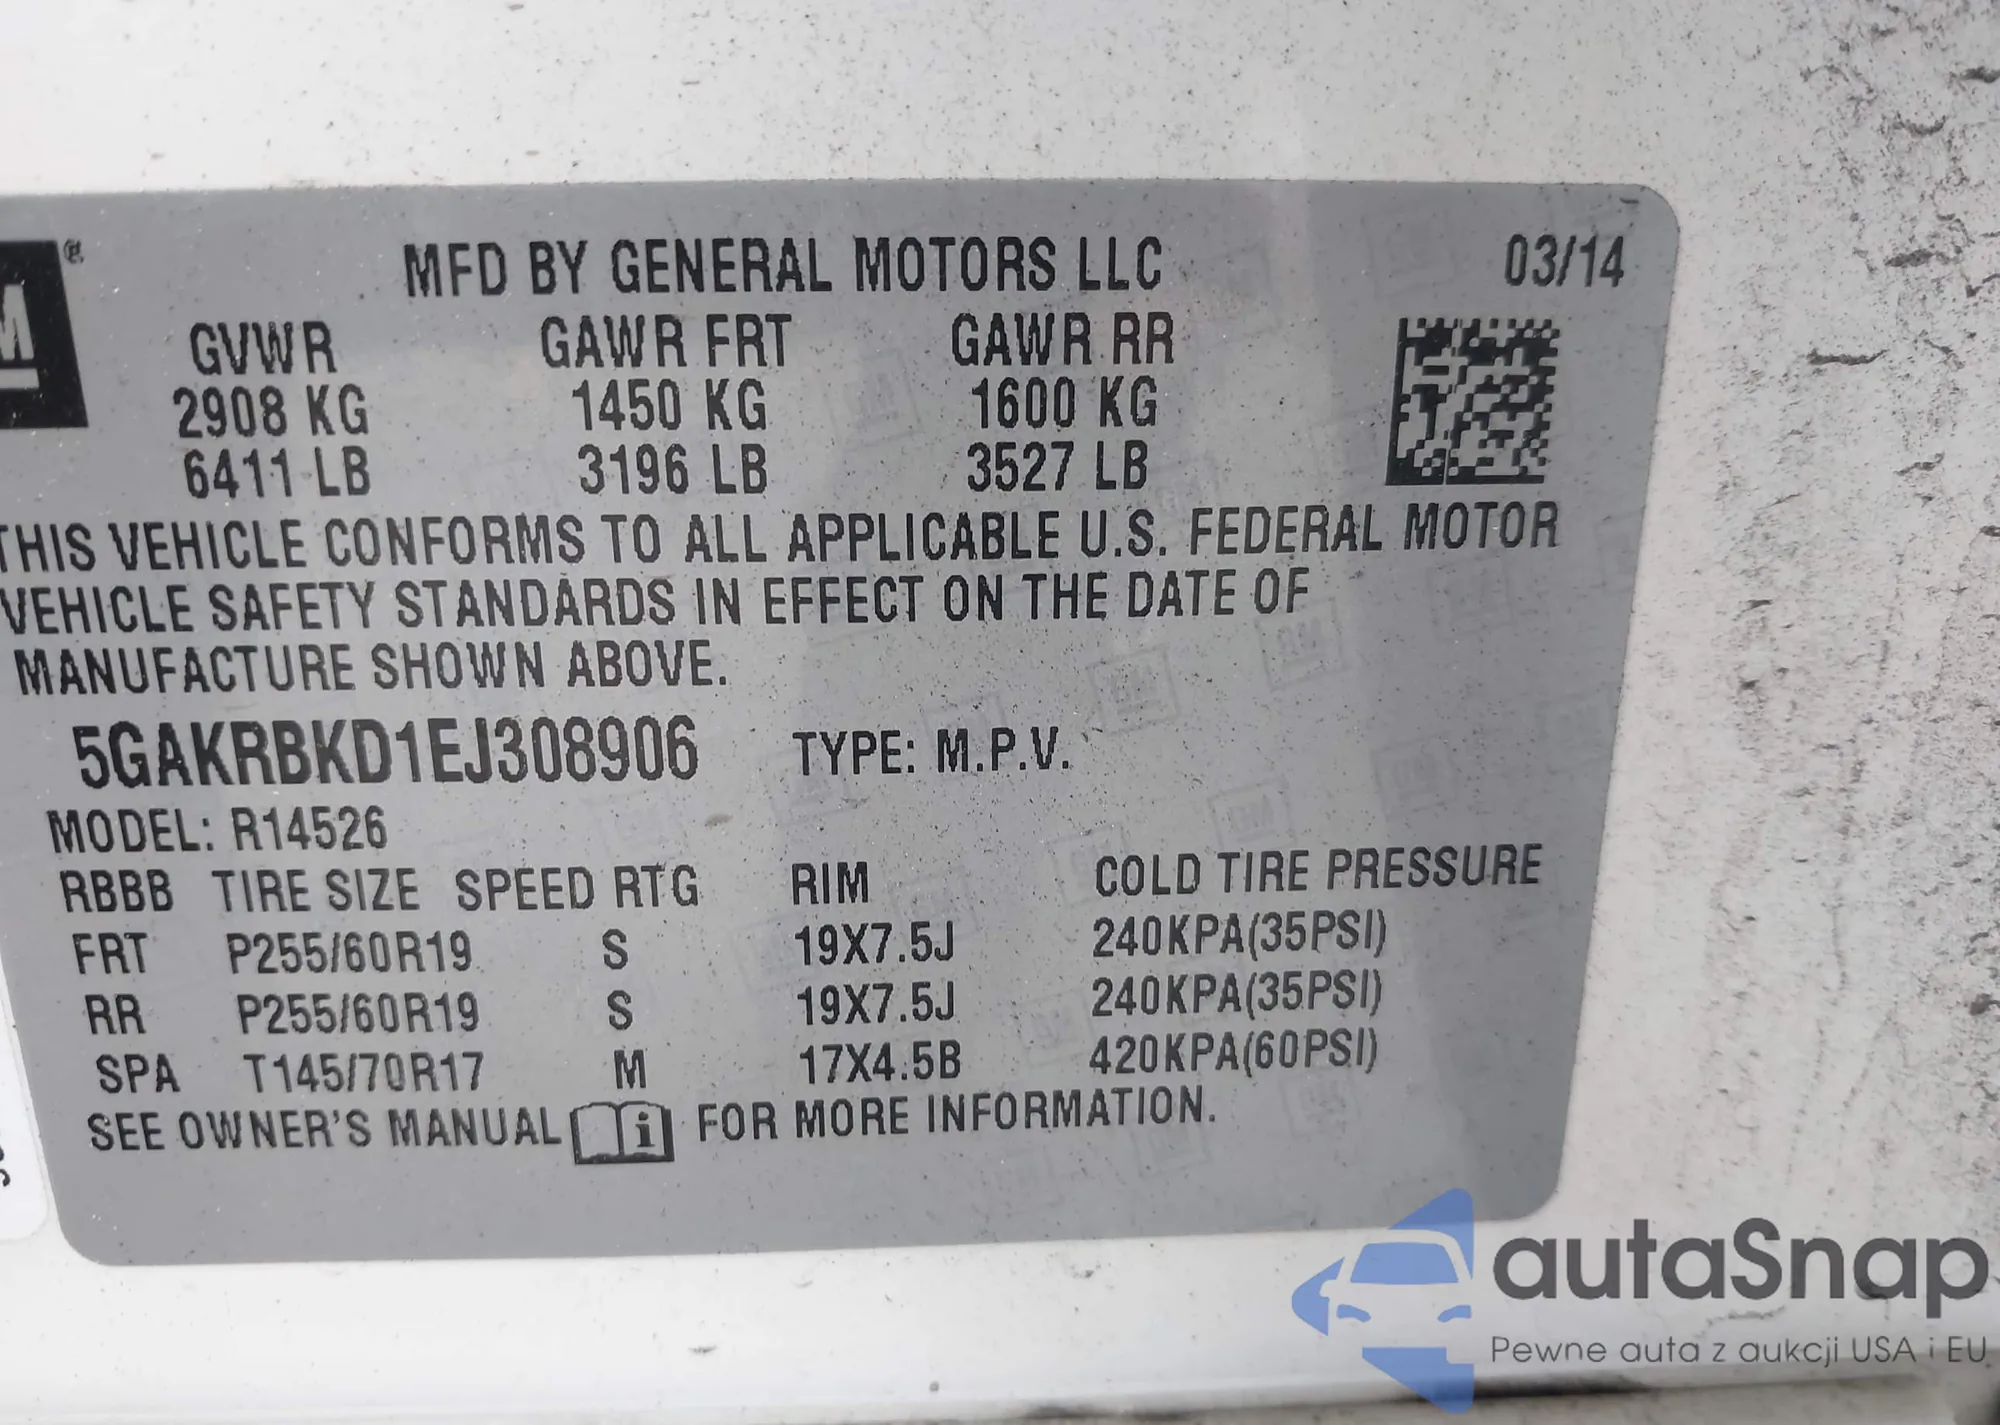 M®
MFD BY GENERAL MOTORS LLC 03/14
GVWR GAWR FRT GAWR RR
2908 KG 1450 KG 1600 KG
6411 LB 3196 LB 3527 LB
THIS VEHICLE CONFORMS TO ALL APPLICABLE U.S. FEDERAL MOTOR
VEHICLE SAFETY STANDARDS IN EFFECT ON THE DATE OF
MANUFACTURE SHOWN ABOVE.
5GAKRBKD1EJ308906 TYPE: M.P.V.
MODEL: R14526
RBBB TIRE SIZE SPEED RTG RIM COLD TIRE PRESSURE
FRT P255/60R19 S 19X7.5J 240KPA(35PSI)
RR P255/60R19 S 19X7.5J 240KPA(35PSI)
SPA T145/70R17 M 17X4.5B 420KPA(60PSI)
SEE OWNER'S MANUAL i FOR MORE INFORMATION.
autaSnap
Pewne auta z aukcji USA i EU